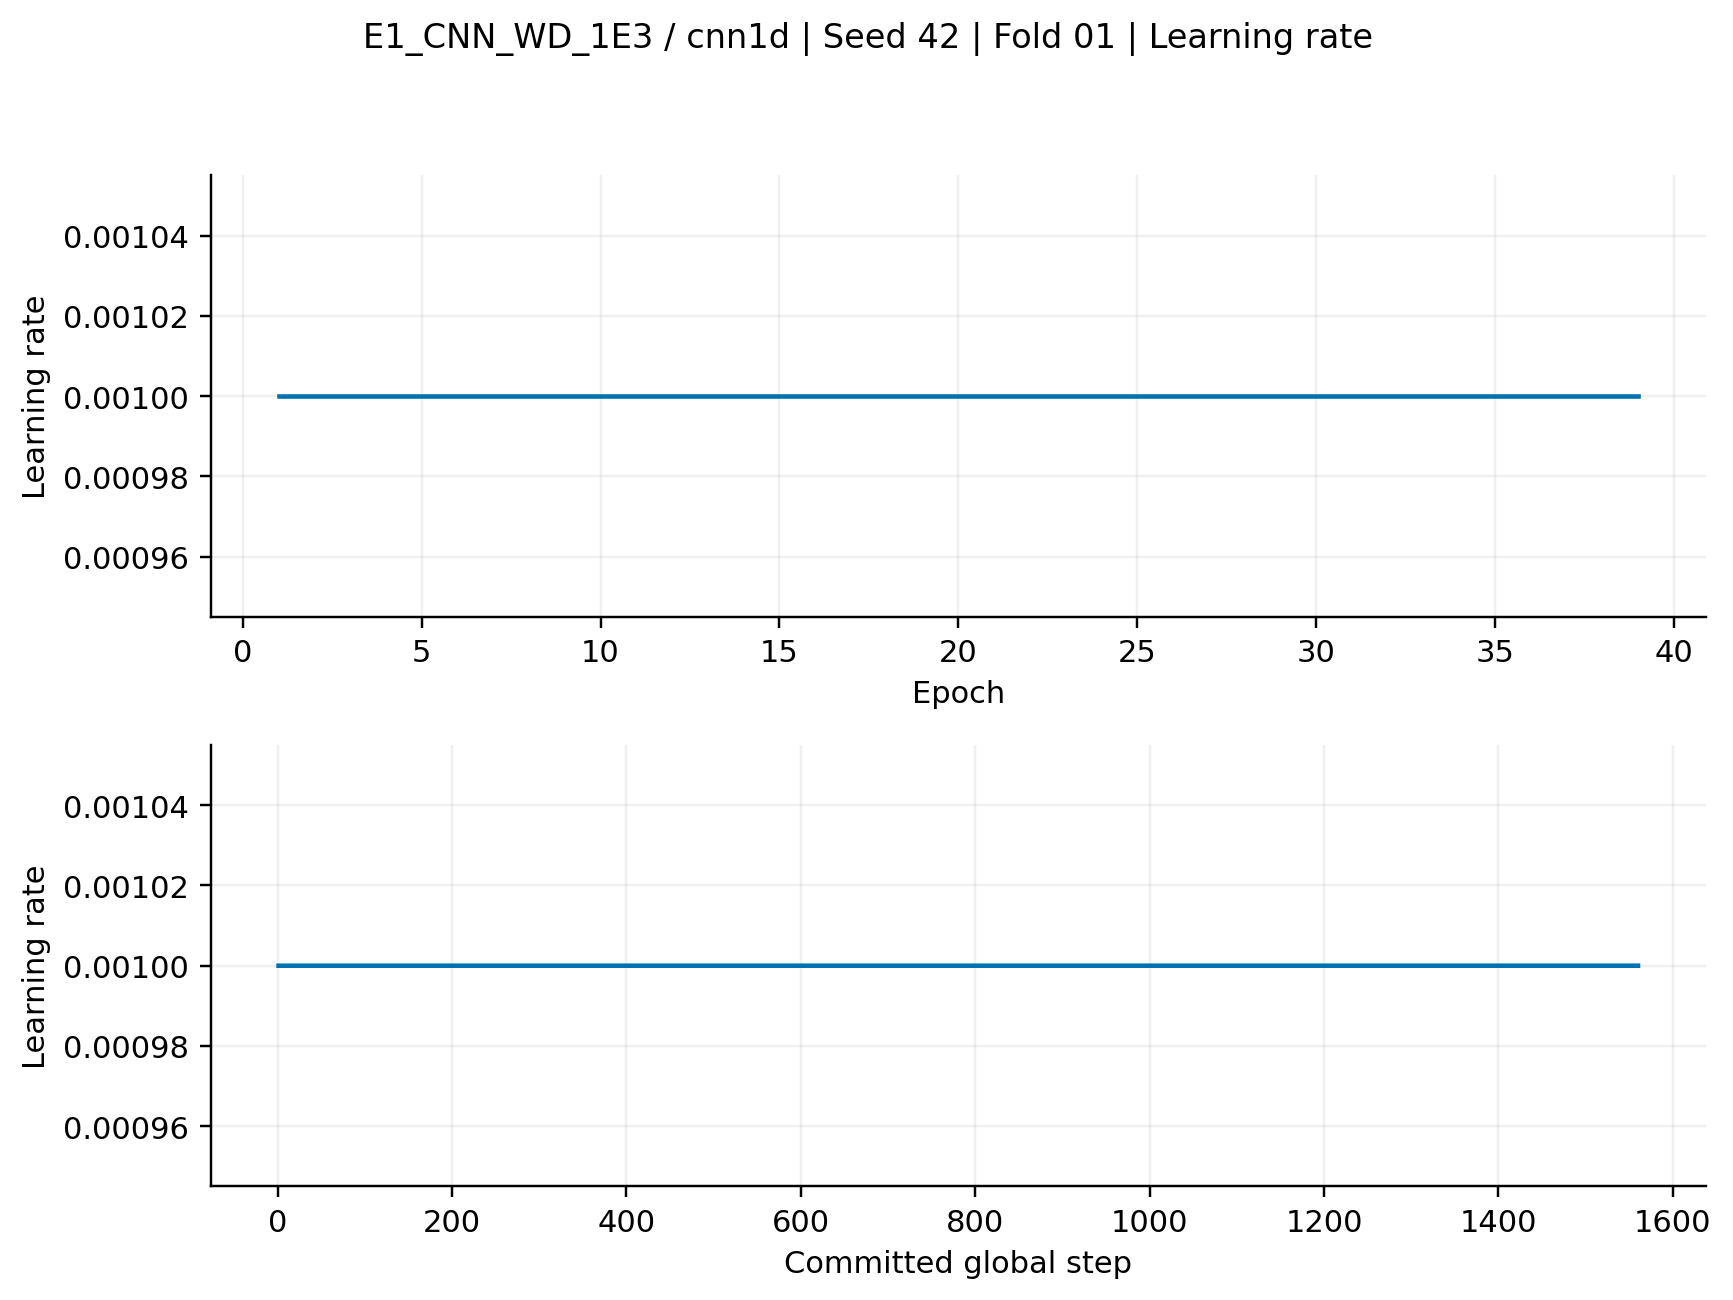 E1_CNN_WD_1E3 / cnn1d | Seed 42 | Fold 01 | Learning rate
Learning rate
0.00104
0.00102
0.00100
0.00098
0.00096
0 5 10 15 20 25 30 35 40
Epoch
Learning rate
0.00104
0.00102
0.00100
0.00098
0.00096
0 200 400 600 800 1000 1200 1400 1600
Committed global step